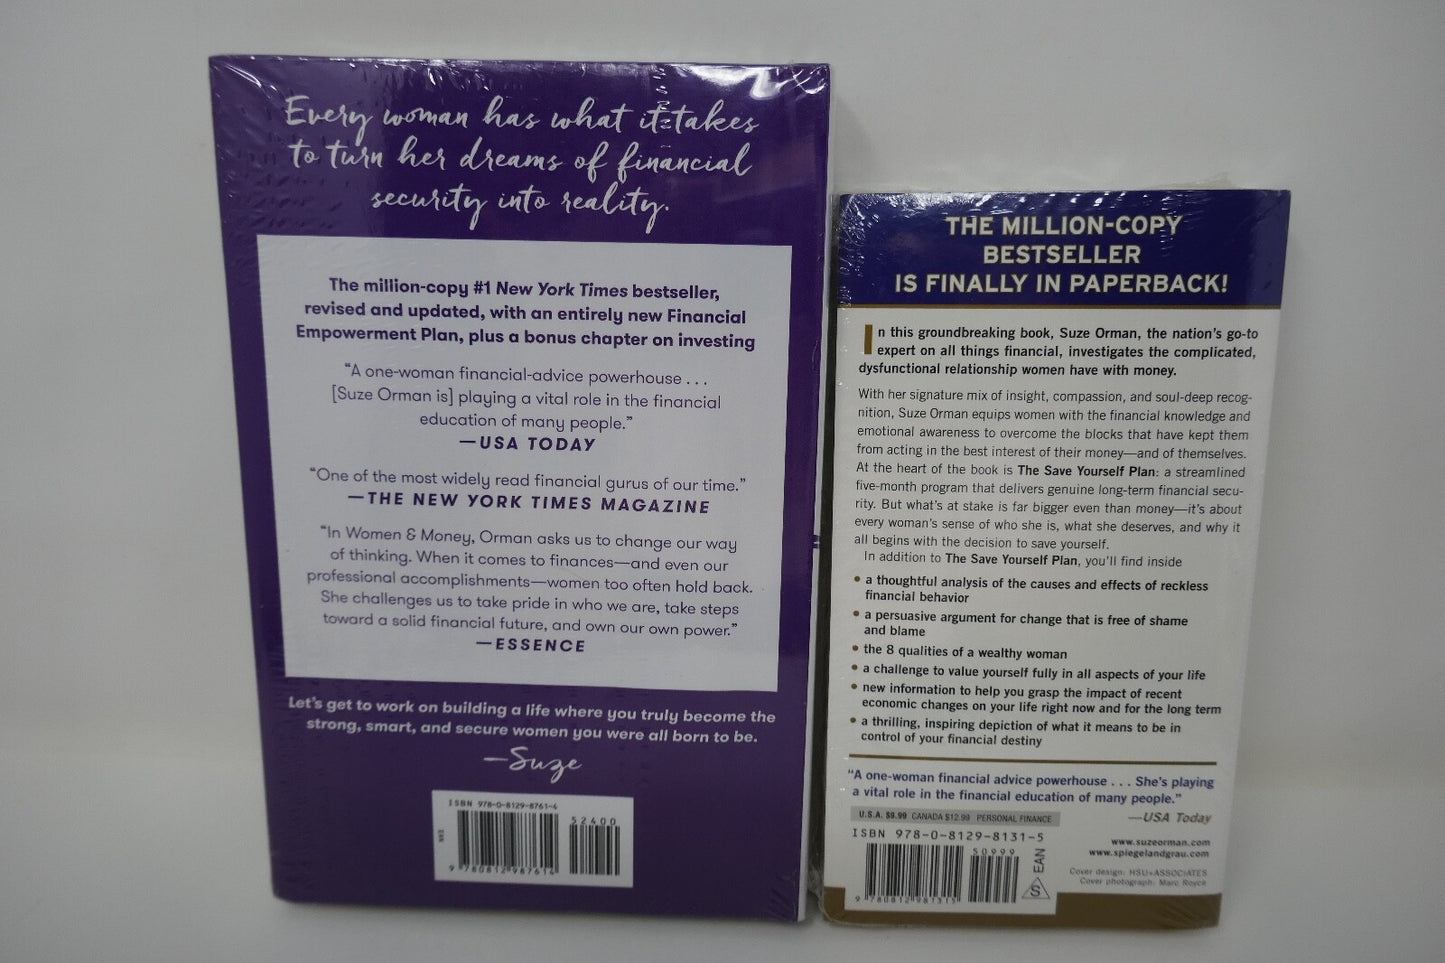 Every woman has what it takes
to turn her dreams of financial
security into reality.
The million-copy #1 New York Times bestseller,
revised and updated, with an entirely new Financial
Empowerment Plan, plus a bonus chapter on investing
"A one-woman financial-advice powerhouse . . .
[Suze Orman is] playing a vital role in the financial
education of many people."
—USA TODAY
"One of the most widely read financial gurus of our time."
—THE NEW YORK TIMES MAGAZINE
"In Women & Money, Orman asks us to change our way
of thinking. When it comes to finances—and even our
professional accomplishments—women too often hold back.
She challenges us to take pride in who we are, take steps
toward a solid financial future, and own our own power."
—ESSENCE
Let's get to work on building a life where you truly become the
strong, smart, and secure women you were all born to be.
—Suze
ISBN 978-0-8129-8761-4
52400
9 780812 987614
THE MILLION-COPY
BESTSELLER
IS FINALLY IN PAPERBACK!
In this groundbreaking book, Suze Orman, the nation's go-to
expert on all things financial, investigates the complicated,
dysfunctional relationship women have with money.
With her signature mix of insight, compassion, and soul-deep recog-
nition, Suze Orman equips women with the financial knowledge and
emotional awareness to overcome the blocks that have kept them
from acting in the best interest of their money—and of themselves.
At the heart of the book is The Save Yourself Plan: a streamlined
five-month program that delivers genuine long-term financial secu-
rity. But what's at stake is far bigger even than money—it's about
every woman's sense of who she is, what she deserves, and why it
all begins with the decision to save yourself.
In addition to The Save Yourself Plan, you'll find inside
• a thoughtful analysis of the causes and effects of reckless
financial behavior
• a persuasive argument for change that is free of shame
and blame
• the 8 qualities of a wealthy woman
• a challenge to value yourself fully in all aspects of your life
• new information to help you grasp the impact of recent
economic changes on your life right now and for the long term
• a thrilling, inspiring depiction of what it means to be in
control of your financial destiny
"A one-woman financial advice powerhouse . . . She's playing
a vital role in the financial education of many people."
—USA Today
U.S.A. $9.99 CANADA $12.99 PERSONAL FINANCE
ISBN 978-0-8129-8131-5
50999
9 780812 981315
EAN
S
www.suzeorman.com
www.spiegelandgrau.com
Cover design: HSU+ASSOCIATES
Cover photograph: Marc Royce